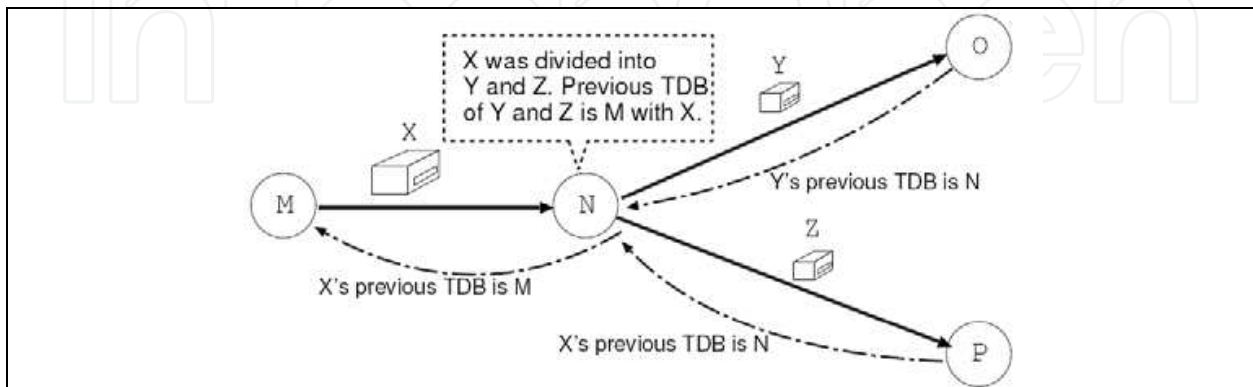 X was divided into
Y and Z. Previous TDB
of Y and Z is M with X.
X
Y
O
M
N
Y's previous TDB is N
Z
X's previous TDB is M
X's previous TDB is N
P